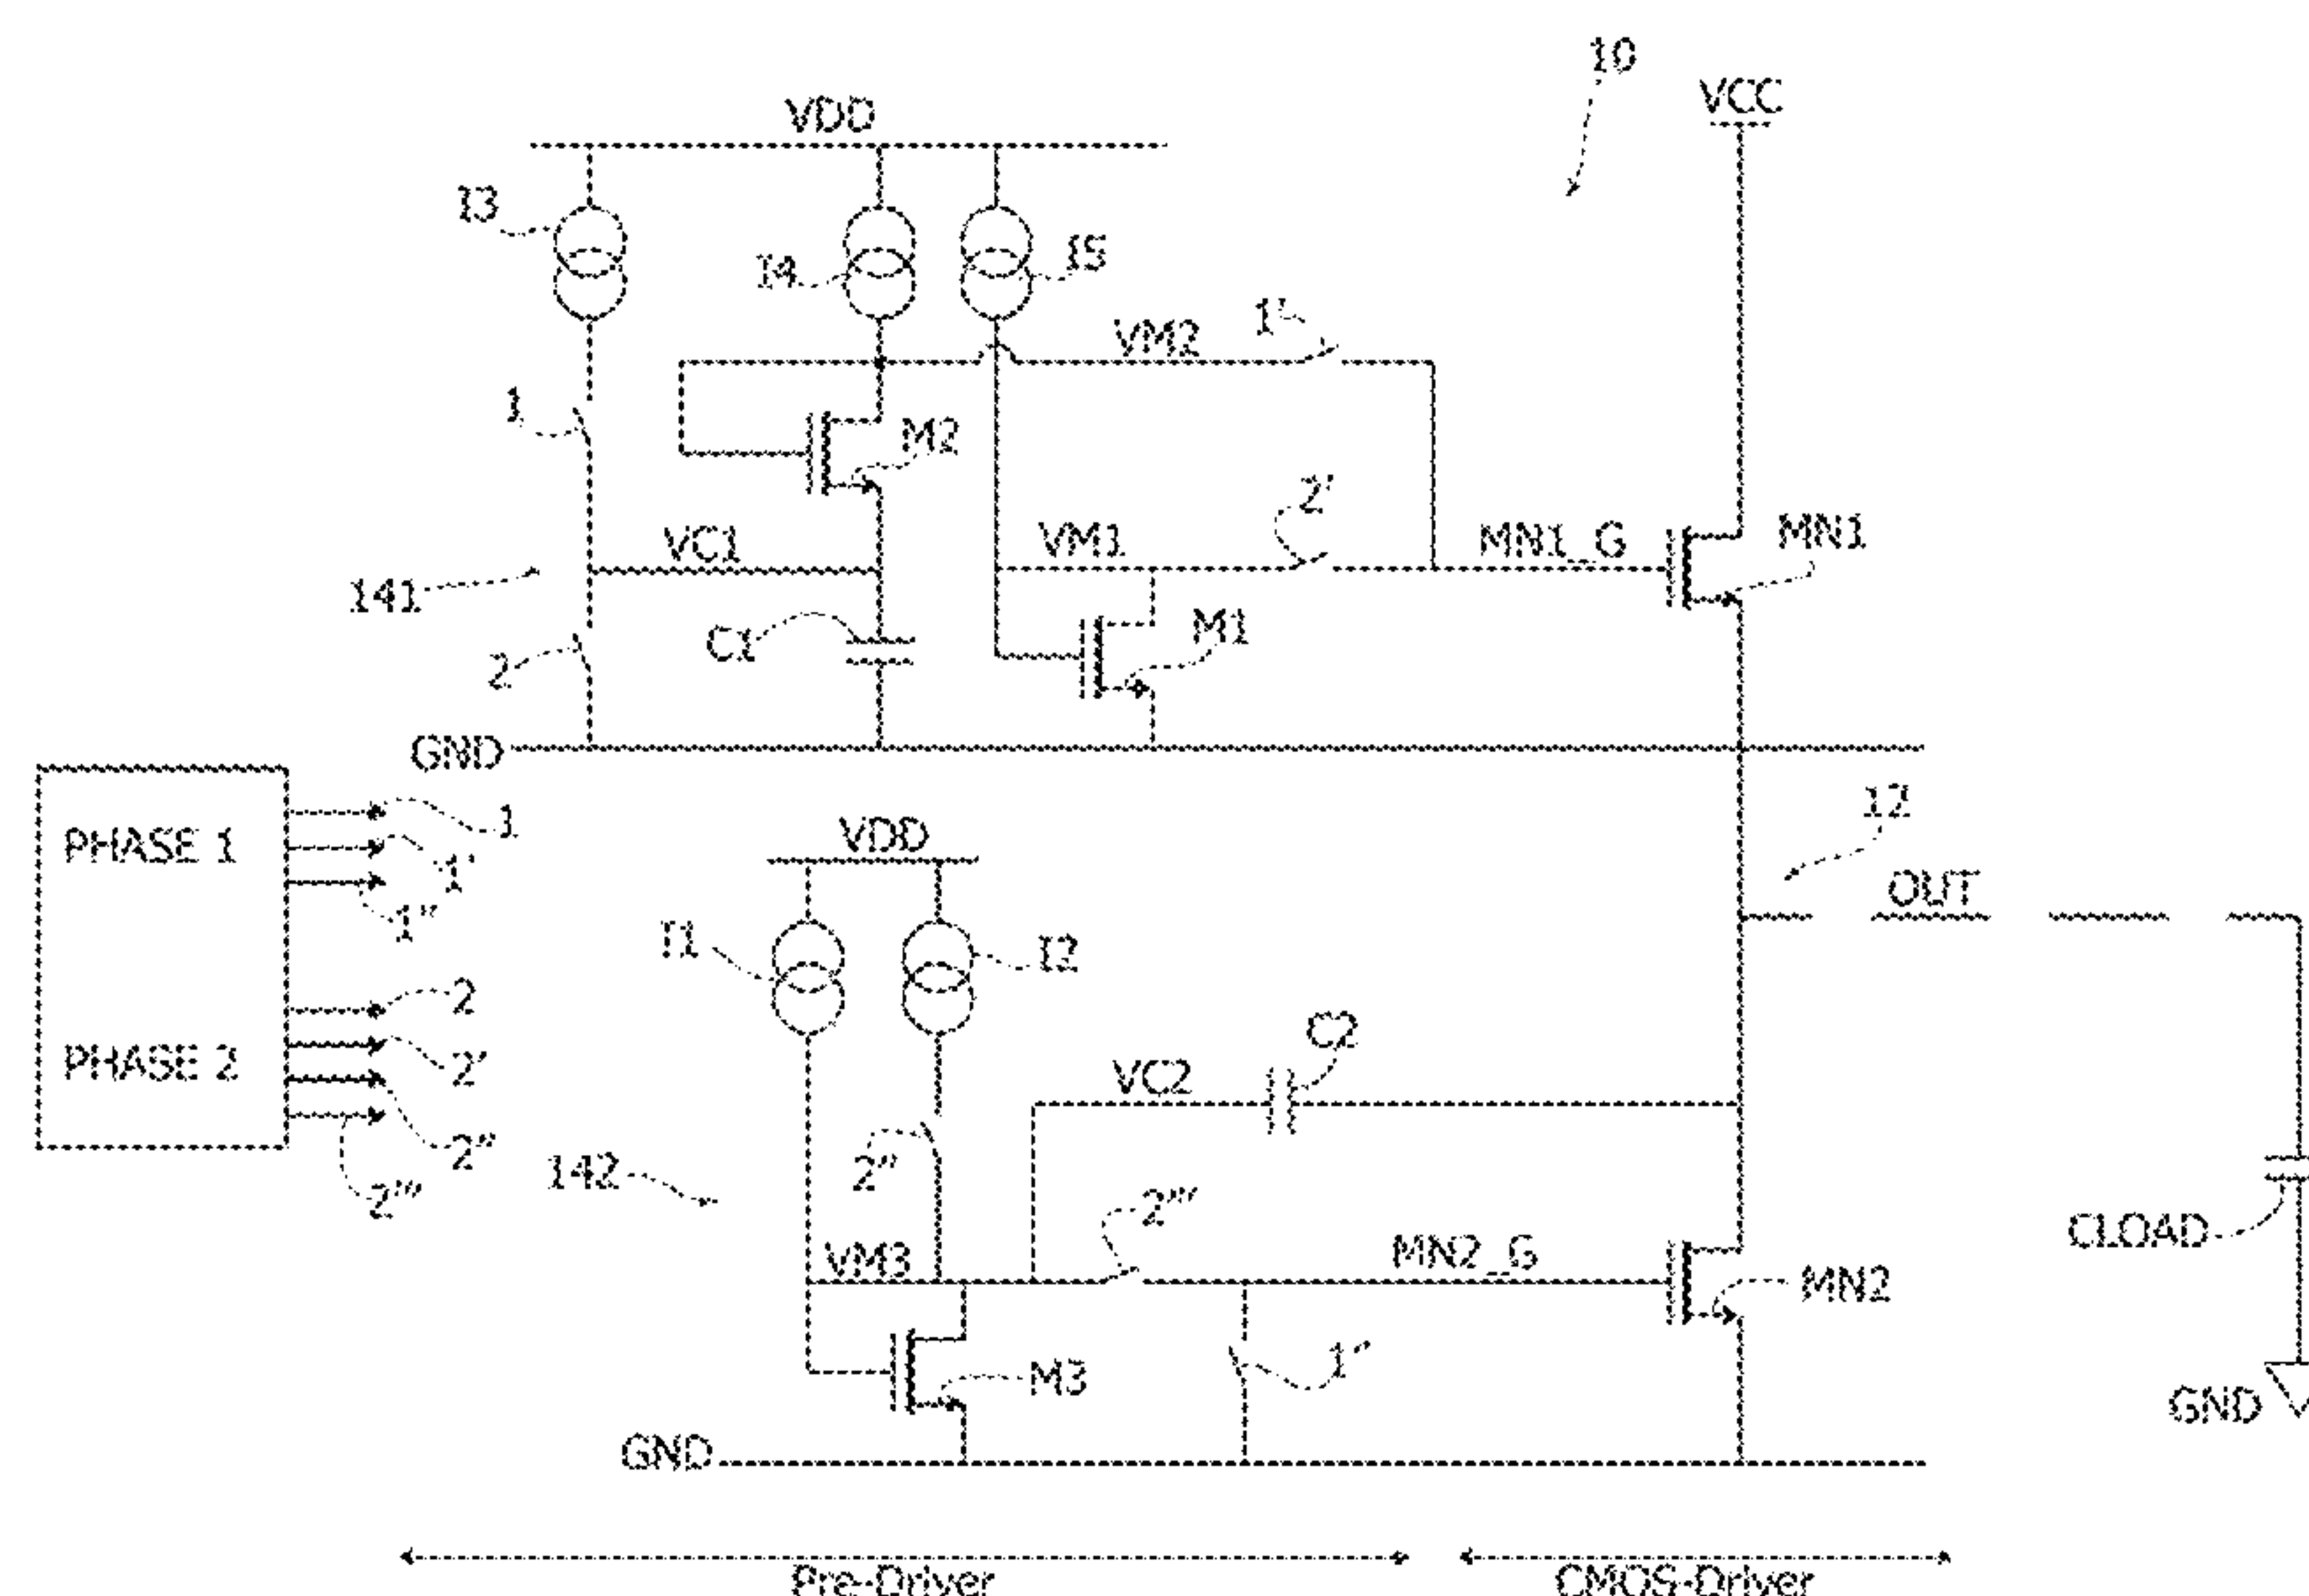 10
VCC
VDD
I3
I4
I5
VM2
1'
1
M2
2'
VC1
VM1
MN1_G
MN1
141
C1
M1
2
GND
PHASE 1
1
1'
1"
VDD
12
OUT
I1
I2
2
C2
PHASE 2
2'
VC2
2"
2"
142
2'''
2'''
VM3
MN2_G
CLOAD
MN2
M3
GND
GND
Pre-Driver
CMOS-Driver